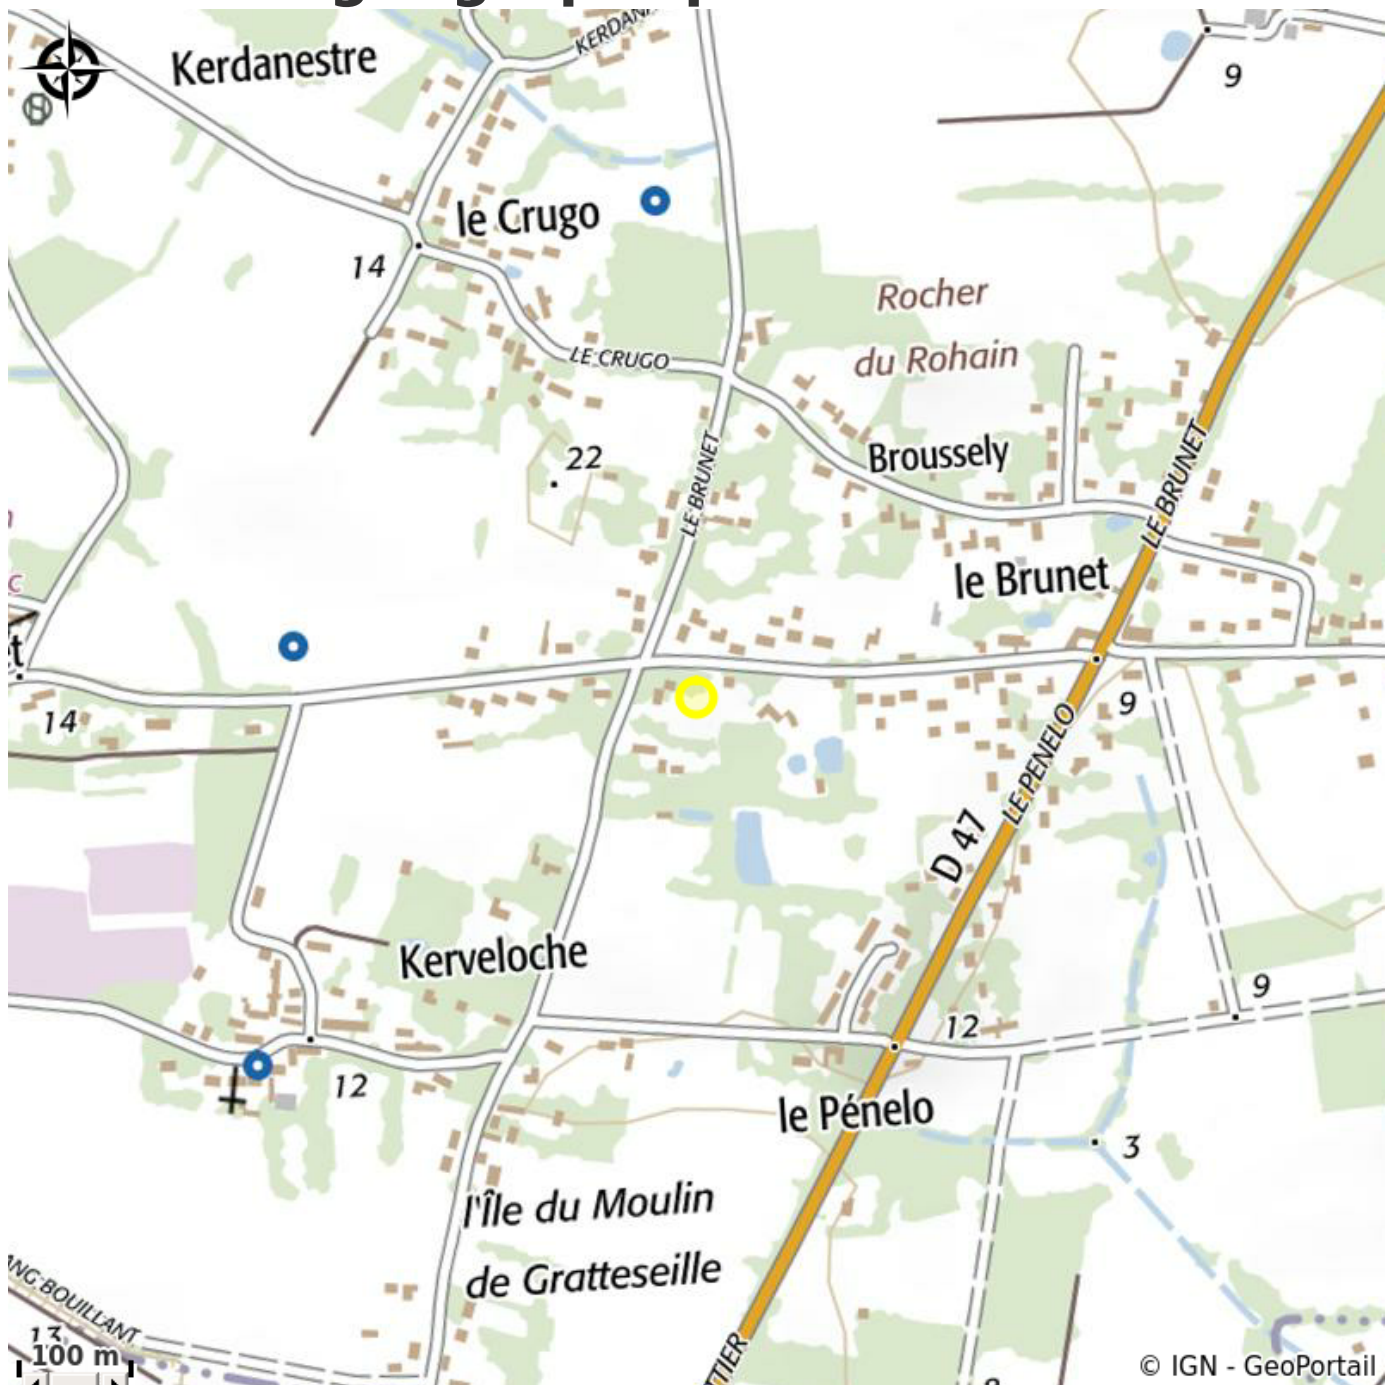 Kerdanestre
9
le Crugo
14
Rocher
du Rohain
LE CRUGO
22
Broussely
LE BRUNET
LE BRUNET
le Brunet
14
9
LE PENELO
D 47
Kerveloche
9
12
12
le Pénelo
3
l'Île du Moulin
de Gratteseille
BOUILLANT
13
100 m
© IGN - GeoPortail